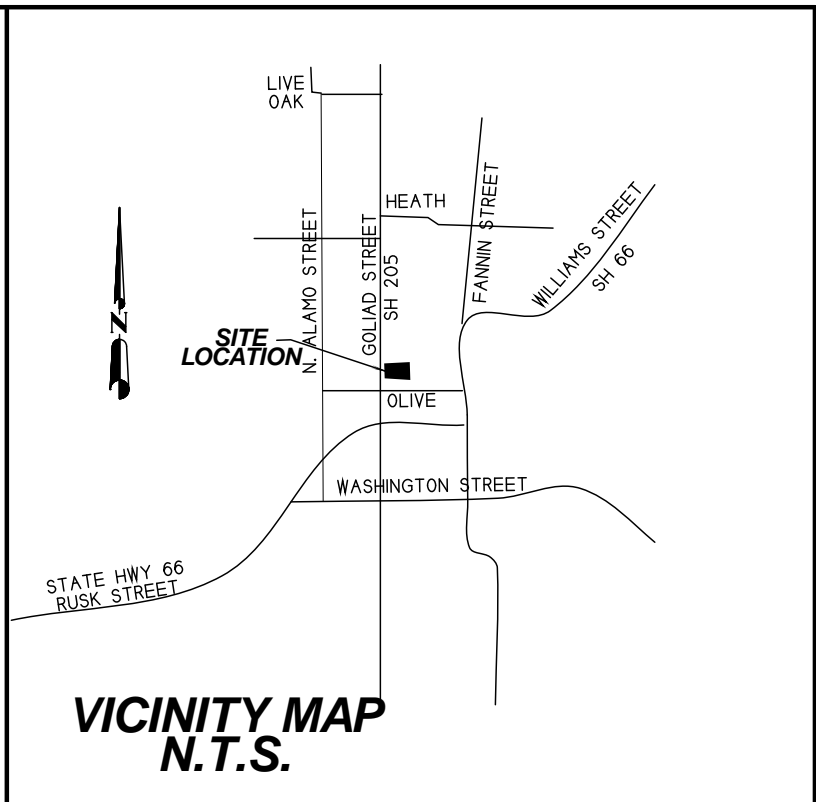 LIVE
OAK
HEATH
N. ALAMO STREET
GOLIAD STREET
SH 205
FANNIN STREET
WILLIAMS STREET
SH 66
N
SITE
LOCATION
OLIVE
WASHINGTON STREET
STATE HWY 66
RUSK STREET
VICINITY MAP
N.T.S.